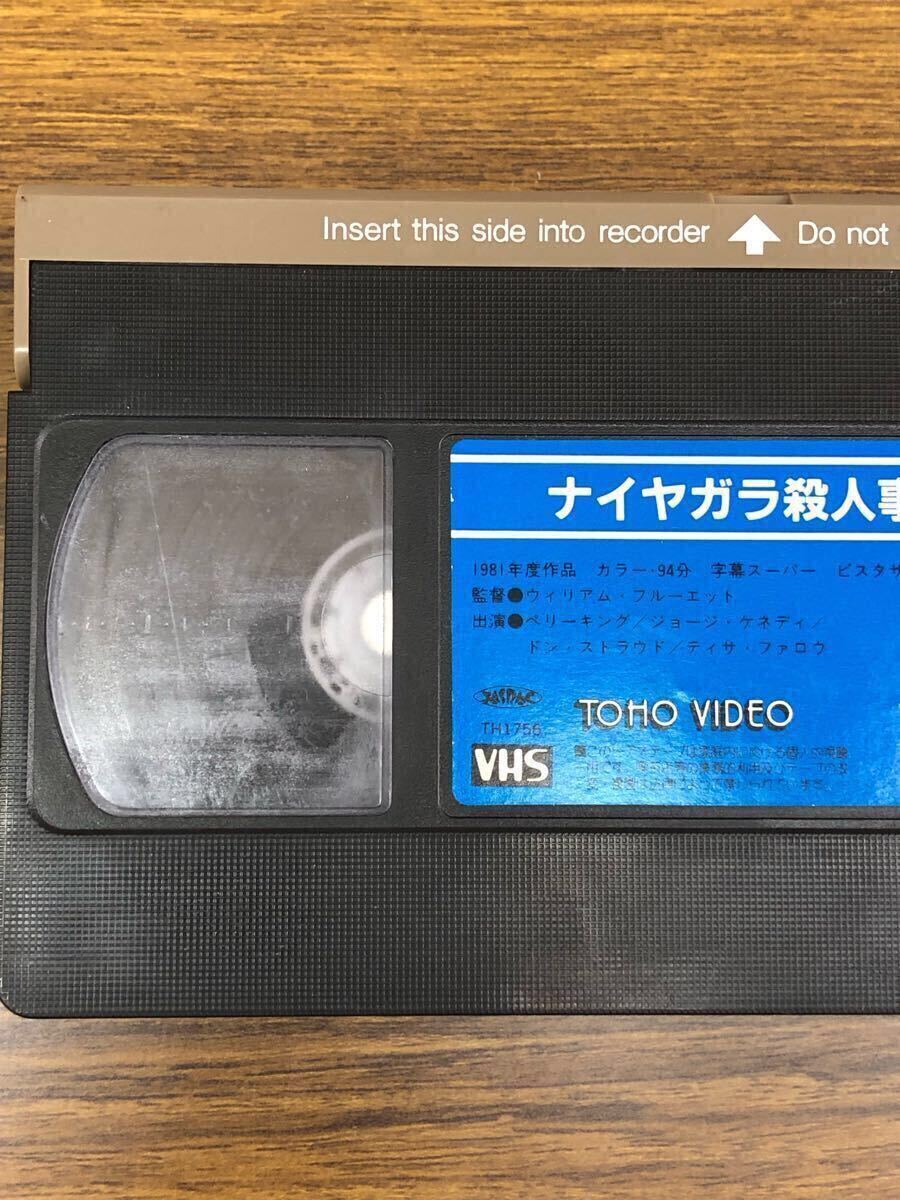 Insert this side into recorder Do not
ナイヤガラ殺人事
1981年度作品 カラー・94分 字幕スーパー ビスタサ
監督●ウィリアム・フルーエット
出演●ペリーキング/ジョージ・ケネディ/
ドン・ストラウド/ティサ・ファロウ
JASRAC
TH1756
TOHO VIDEO
VHS